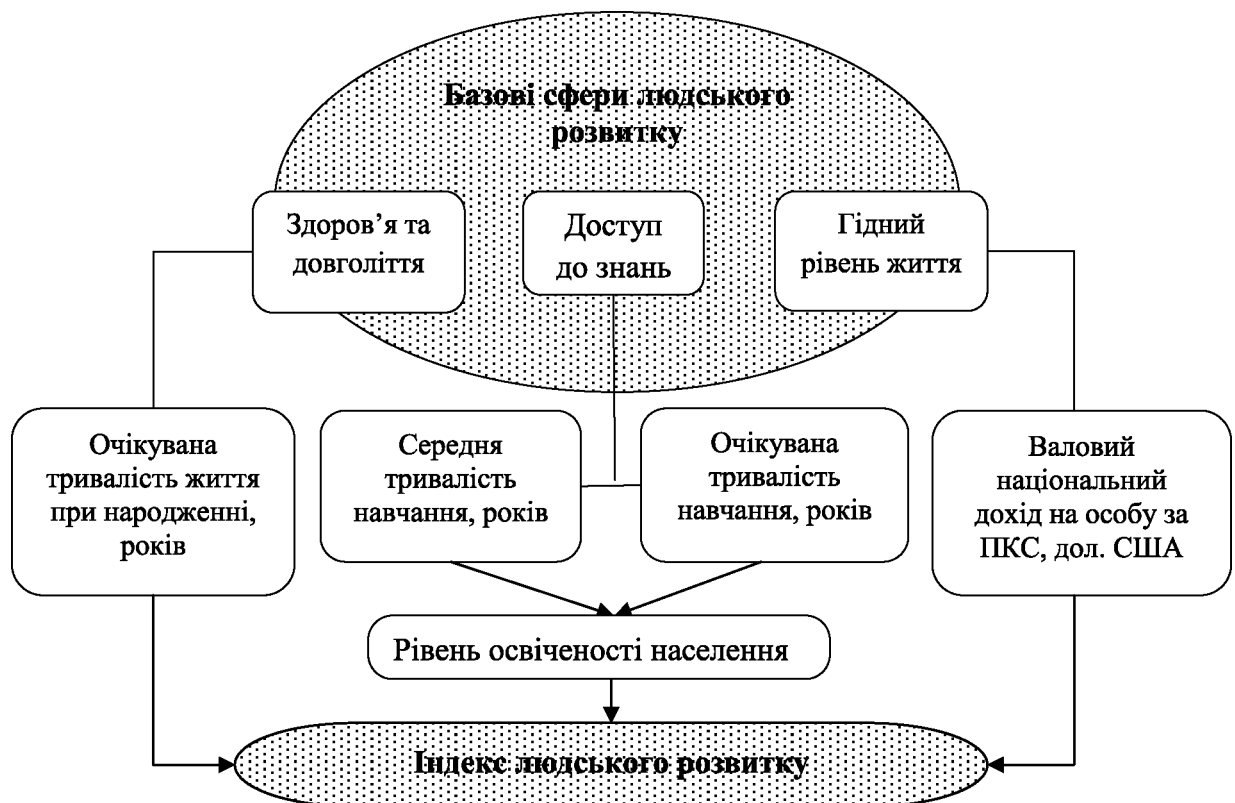 Базові сфери людського
розвитку
Здоров’я та
довголіття
Доступ
до знань
Гідний
рівень життя
Очікувана
тривалість життя
при народженні,
років
Середня
тривалість
навчання, років
Очікувана
тривалість
навчання, років
Валовий
національний
дохід на особу за
ПКС, дол. США
Рівень освіченості населення
Індекс людського розвитку